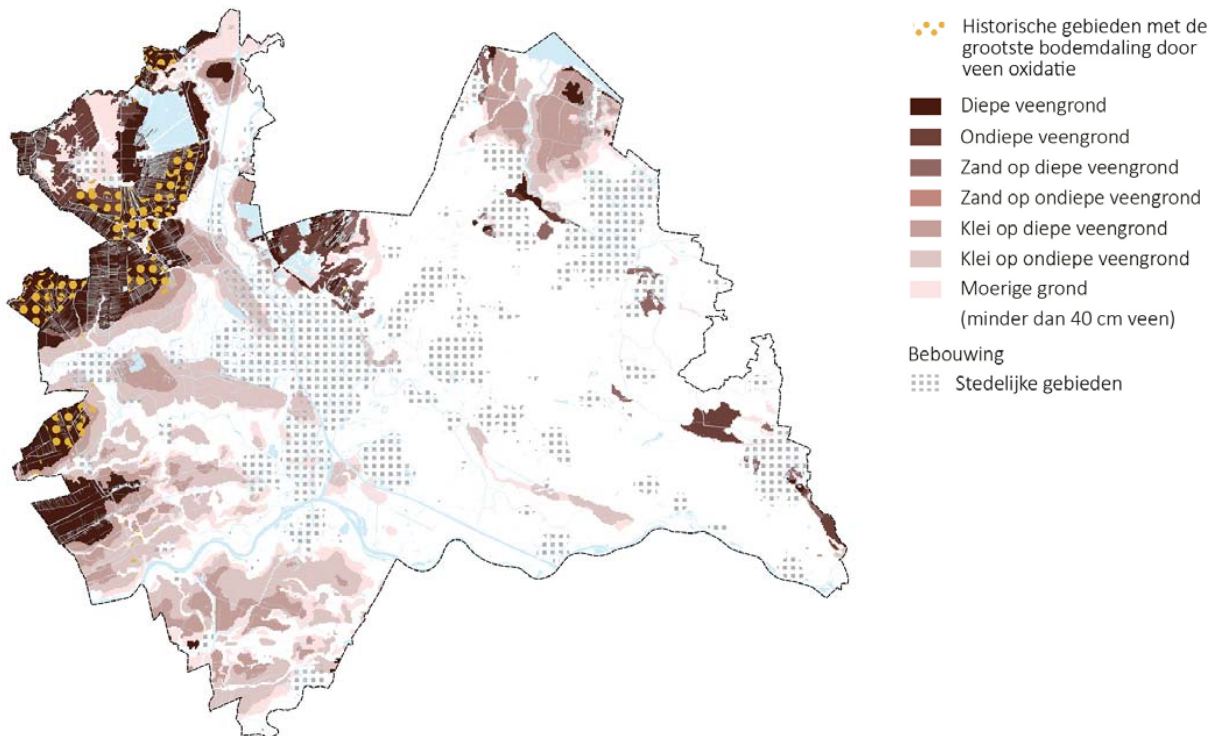 Historische gebieden met de
grootste bodemdaling door
veen oxidatie
Diepe veengrond
Ondiepe veengrond
Zand op diepe veengrond
Zand op ondiepe veengrond
Klei op diepe veengrond
Klei op ondiepe veengrond
Moerige grond
(minder dan 40 cm veen)
Bebouwing
Stedelijke gebieden